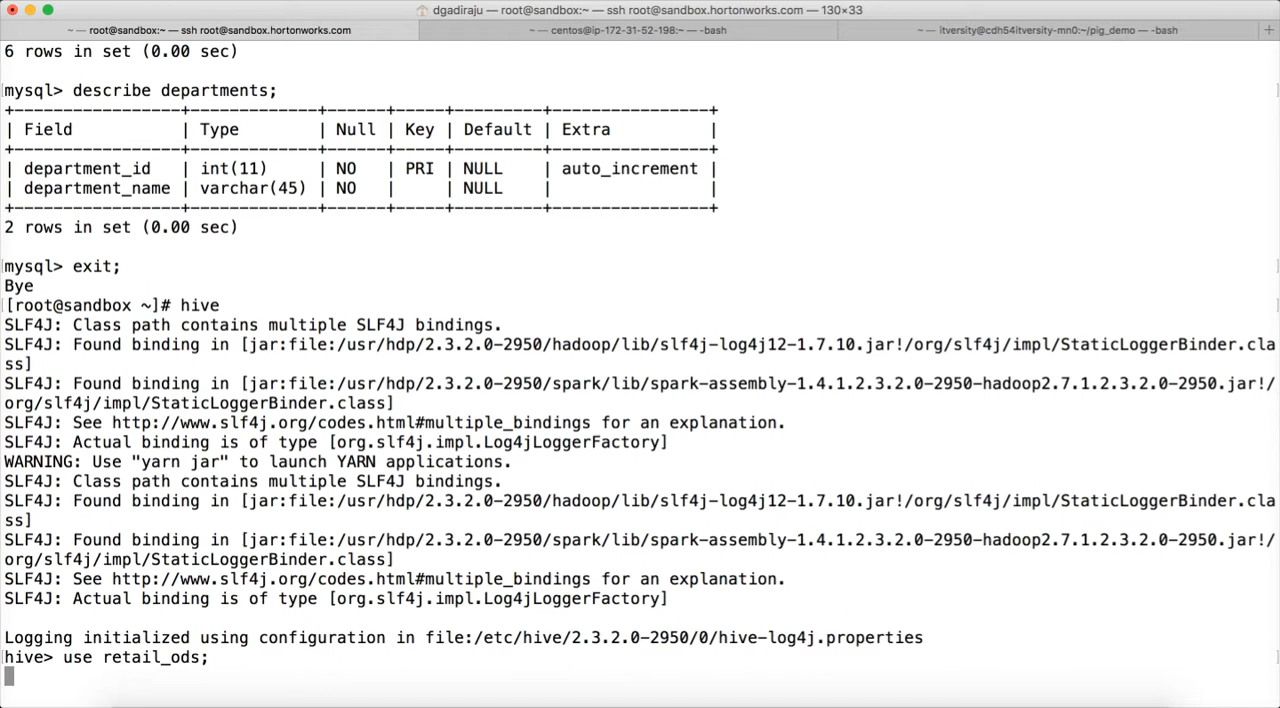 dgadiraju — root@sandbox:~ — ssh root@sandbox.hortonworks.com — 130×33
~ — root@sandbox:~ — ssh root@sandbox.hortonworks.com
~ — centos@ip-172-31-52-198:~ — -bash
~ — itversity@cdh54itversity-mn0:~/pig_demo — -bash
6 rows in set (0.00 sec)
mysql> describe departments;
+-----------------+-------------+------+-----+---------+----------------+
| Field           | Type        | Null | Key | Default | Extra          |
+-----------------+-------------+------+-----+---------+----------------+
| department_id   | int(11)     | NO   | PRI | NULL    | auto_increment |
| department_name | varchar(45) | NO   |     | NULL    |                |
+-----------------+-------------+------+-----+---------+----------------+
2 rows in set (0.00 sec)
mysql> exit;
Bye
[root@sandbox ~]# hive
SLF4J: Class path contains multiple SLF4J bindings.
SLF4J: Found binding in [jar:file:/usr/hdp/2.3.2.0-2950/hadoop/lib/slf4j-log4j12-1.7.10.jar!/org/slf4j/impl/StaticLoggerBinder.cla
ss]
SLF4J: Found binding in [jar:file:/usr/hdp/2.3.2.0-2950/spark/lib/spark-assembly-1.4.1.2.3.2.0-2950-hadoop2.7.1.2.3.2.0-2950.jar!/
org/slf4j/impl/StaticLoggerBinder.class]
SLF4J: See http://www.slf4j.org/codes.html#multiple_bindings for an explanation.
SLF4J: Actual binding is of type [org.slf4j.impl.Log4jLoggerFactory]
WARNING: Use "yarn jar" to launch YARN applications.
SLF4J: Class path contains multiple SLF4J bindings.
SLF4J: Found binding in [jar:file:/usr/hdp/2.3.2.0-2950/hadoop/lib/slf4j-log4j12-1.7.10.jar!/org/slf4j/impl/StaticLoggerBinder.cla
ss]
SLF4J: Found binding in [jar:file:/usr/hdp/2.3.2.0-2950/spark/lib/spark-assembly-1.4.1.2.3.2.0-2950-hadoop2.7.1.2.3.2.0-2950.jar!/
org/slf4j/impl/StaticLoggerBinder.class]
SLF4J: See http://www.slf4j.org/codes.html#multiple_bindings for an explanation.
SLF4J: Actual binding is of type [org.slf4j.impl.Log4jLoggerFactory]
Logging initialized using configuration in file:/etc/hive/2.3.2.0-2950/0/hive-log4j.properties
hive> use retail_ods;